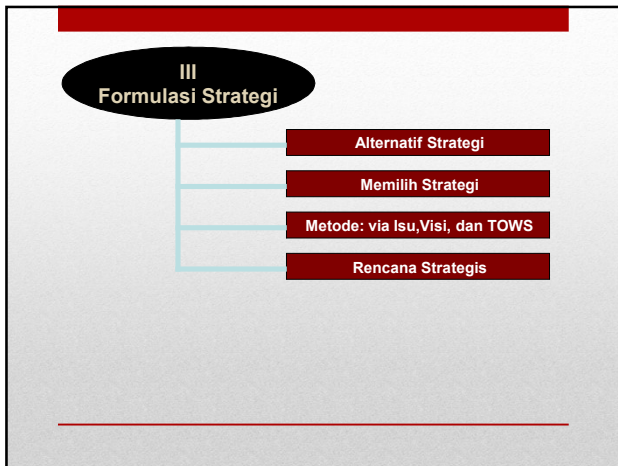 III
Formulasi Strategi
Alternatif Strategi
Memilih Strategi
Metode: via Isu,Visi, dan TOWS
Rencana Strategis